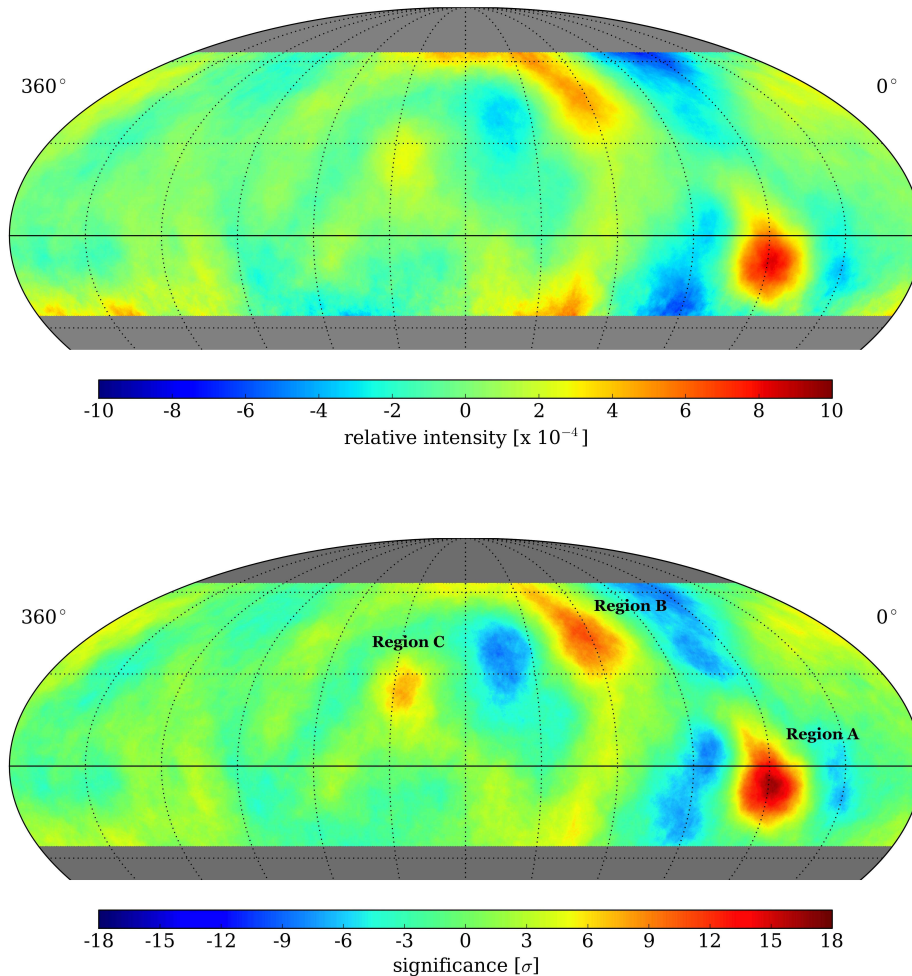 360° 0°
-10 -8 -6 -4 -2 0 2 4 6 8 10
relative intensity [x 10⁻⁴]
Region B
360° 0°
Region C
Region A
-18 -15 -12 -9 -6 -3 0 3 6 9 12 15 18
significance [σ]